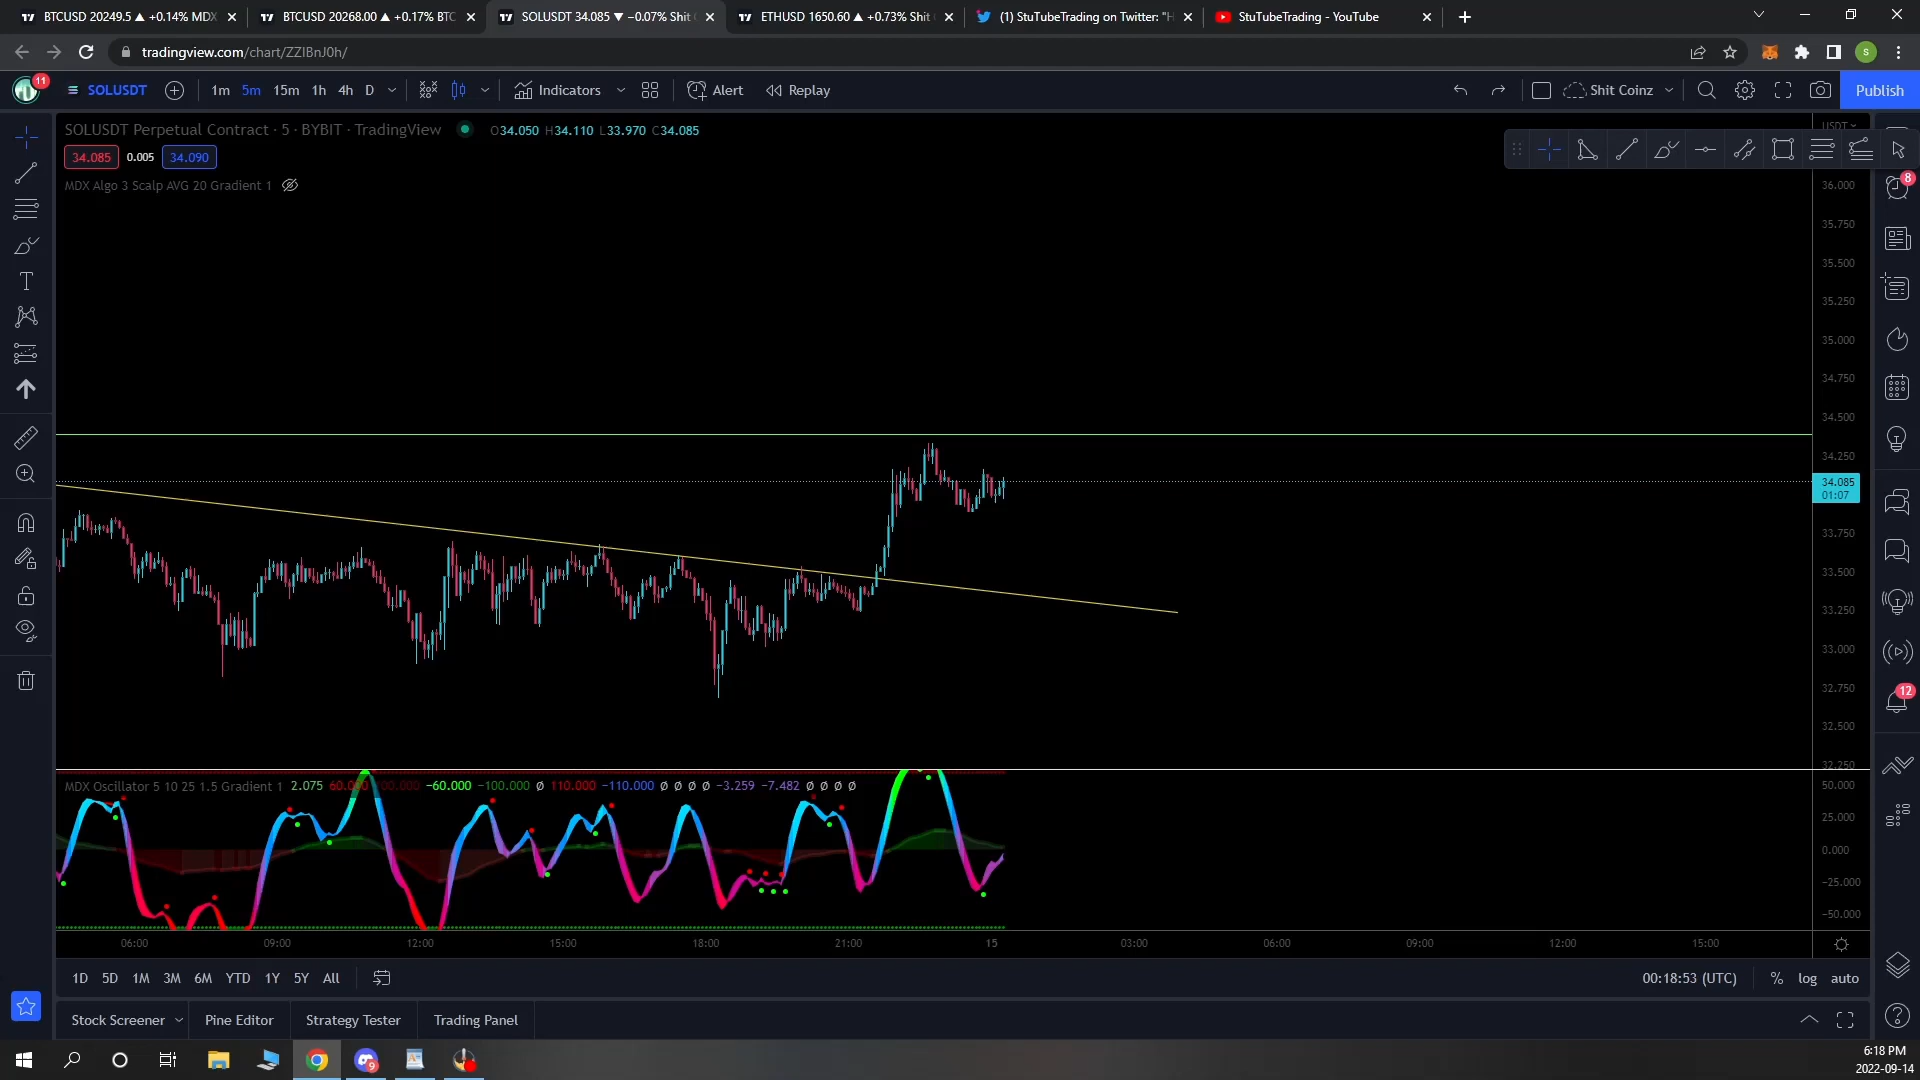 BTCUSD 20249.5 ▲ +0.14% MDX
BTCUSD 20268.00 ▲ +0.17% BTC
SOLUSDT 34.085 ▼ −0.07% Shit
ETHUSD 1650.60 ▲ +0.73% Shit
(1) StuTubeTrading on Twitter: "H
StuTubeTrading - YouTube
tradingview.com/chart/ZZIBnJ0h/
S
11
SOLUSDT
1m 5m 15m 1h 4h D
Indicators
Alert
Replay
Shit Coinz
Publish
SOLUSDT Perpetual Contract · 5 · BYBIT · TradingView
O34.050 H34.110 L33.970 C34.085
USDT
34.085 0.005 34.090
MDX Algo 3 Scalp AVG 20 Gradient 1
8
36.000
35.750
35.500
35.250
35.000
34.750
34.500
34.250
34.085
01:07
33.750
33.500
33.250
33.000
32.750
32.500
32.250
12
MDX Oscillator 5 10 25 1.5 Gradient 1 2.075 −60.000 −100.000 Ø 110.000 −110.000 Ø Ø Ø Ø −3.259 −7.482 Ø Ø Ø Ø
50.000
25.000
0.000
−25.000
−50.000
06:00 09:00 12:00 15:00 18:00 21:00 15 03:00 06:00 09:00 12:00 15:00
1D 5D 1M 3M 6M YTD 1Y 5Y All
00:18:53 (UTC)
% log auto
Stock Screener
Pine Editor
Strategy Tester
Trading Panel
9
6:18 PM
2022-09-14